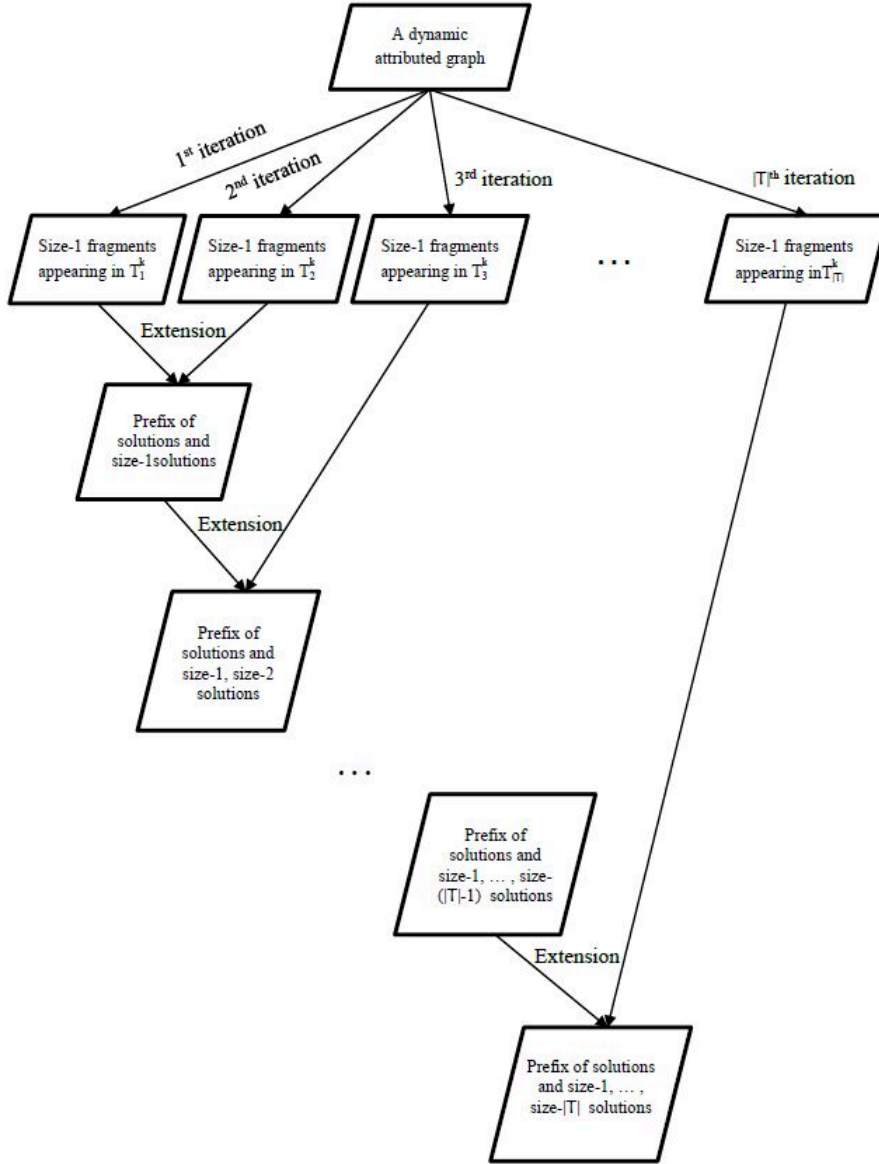 A dynamic
attributed graph
1st iteration
2nd iteration
3rd iteration
|T|th iteration
Size-1 fragments
appearing in T₁ᵏ
Size-1 fragments
appearing in T₂ᵏ
Size-1 fragments
appearing in T₃ᵏ
...
Size-1 fragments
appearing inTᵏ|T|
Extension
Prefix of
solutions and
size-1solutions
Extension
Prefix of
solutions and
size-1, size-2
solutions
...
Prefix of
solutions and
size-1, ... , size-
(|T|-1) solutions
Extension
Prefix of solutions
and size-1, ... ,
size-|T| solutions